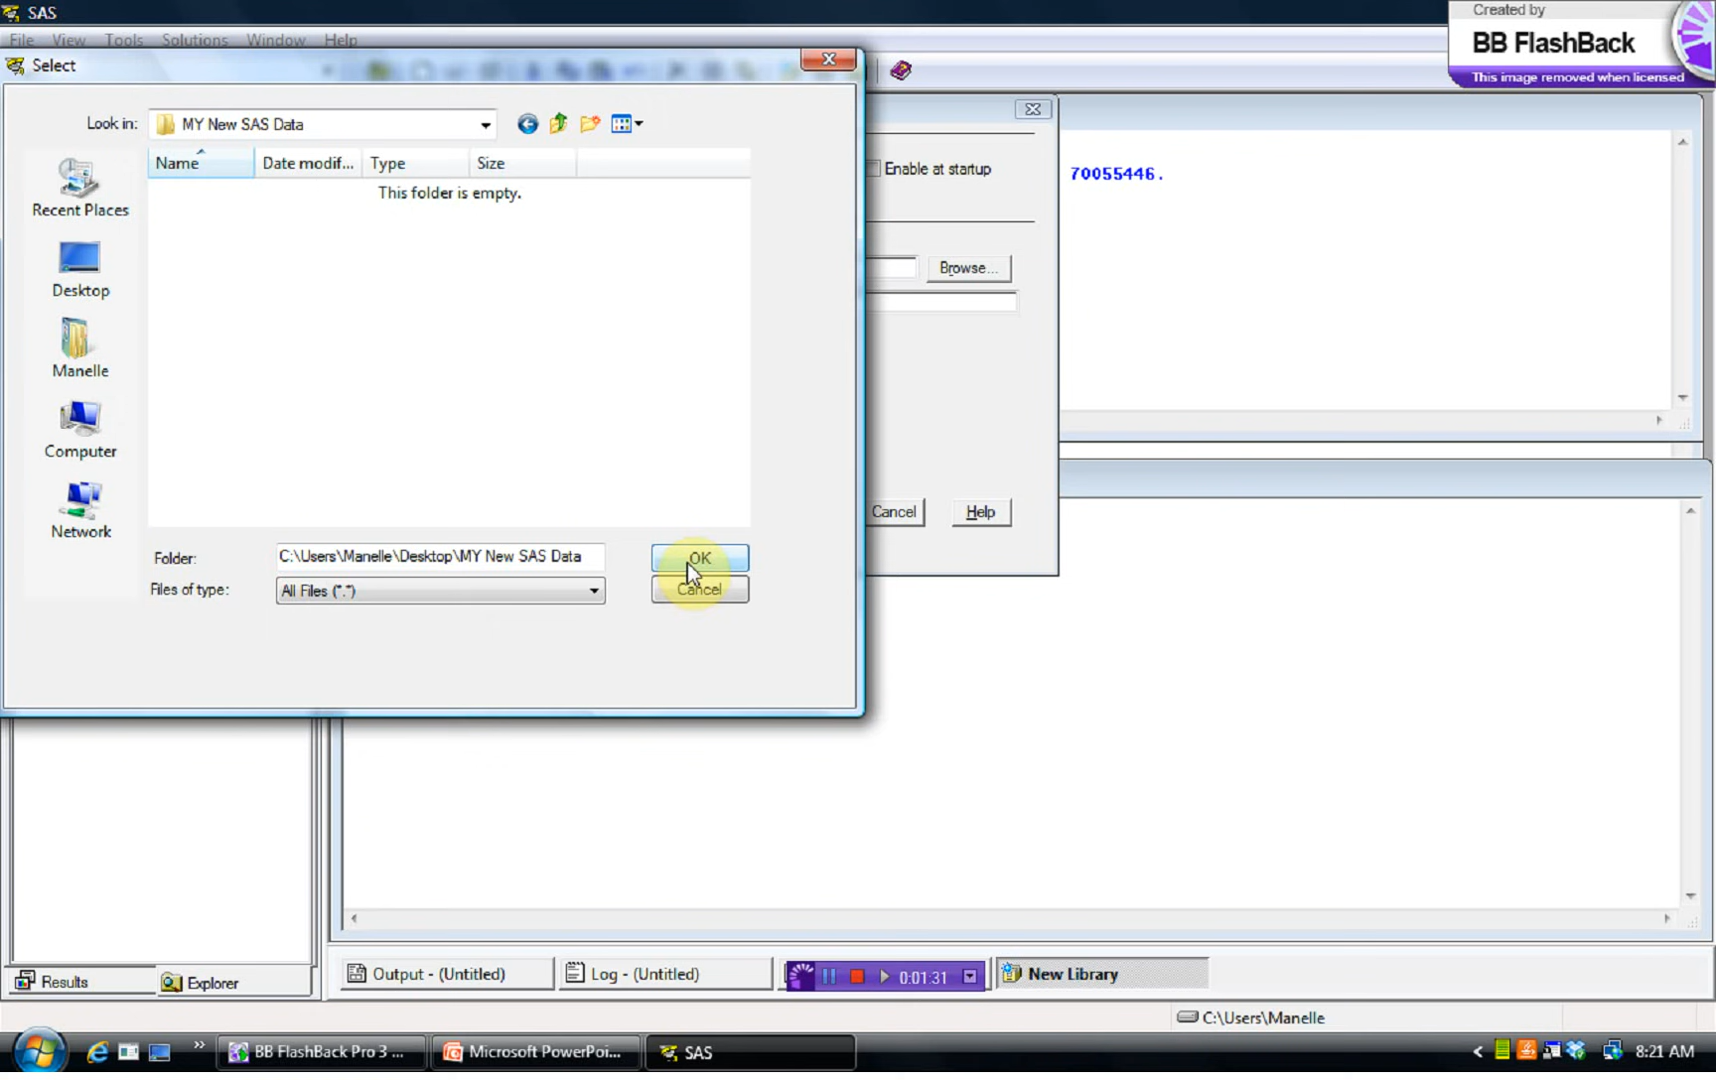 SAS
Created by
BB FlashBack
This image removed when licensed
File View Tools Solutions Window Help
Select
Look in: MY New SAS Data
Name Date modif... Type Size
This folder is empty.
Enable at startup
70055446.
Recent Places
Browse...
Desktop
Manelle
Computer
Network
Cancel Help
Folder: C:\Users\Manelle\Desktop\MY New SAS Data OK
Files of type: All Files (*.*) Cancel
Results Explorer
Output - (Untitled) Log - (Untitled) 0:01:31 New Library
C:\Users\Manelle
BB FlashBack Pro 3 ... Microsoft PowerPoi... SAS 8:21 AM